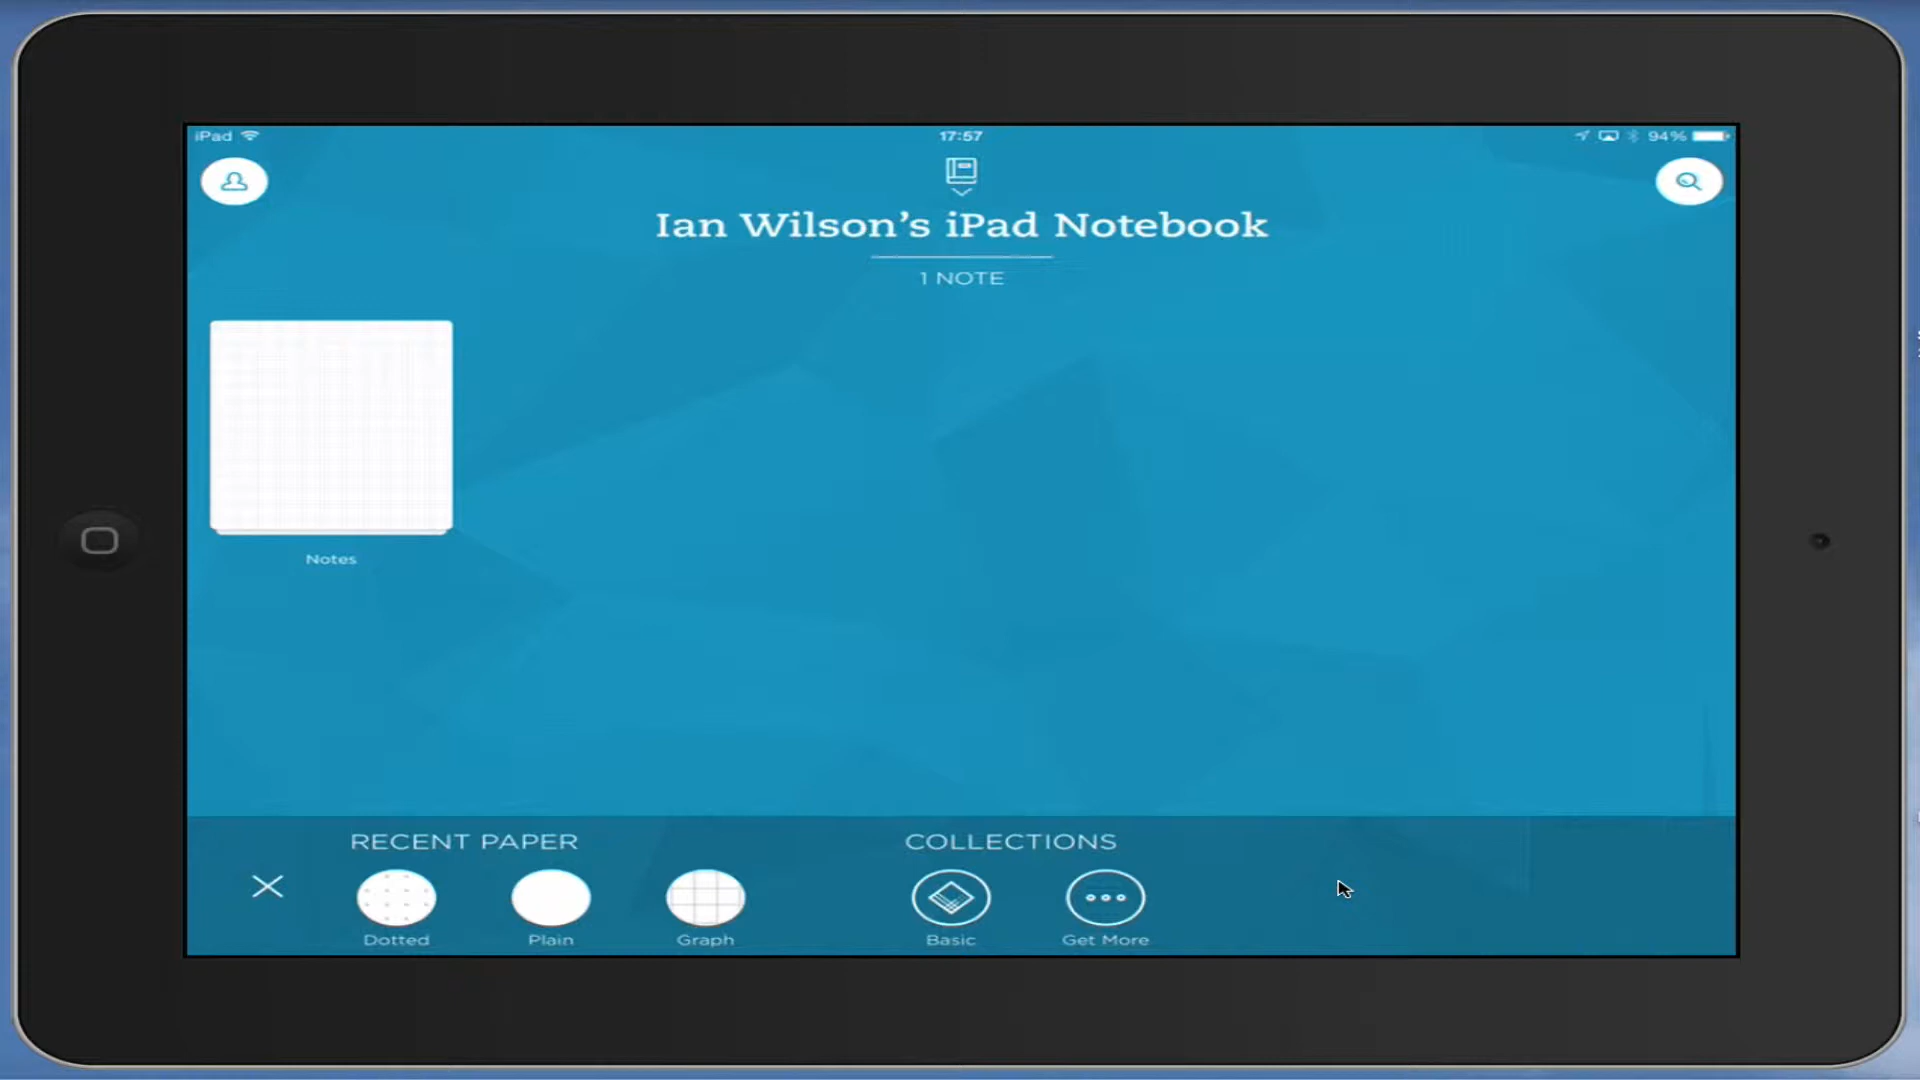 iPad 17:57 94%
Ian Wilson's iPad Notebook
1 NOTE
Notes
RECENT PAPER COLLECTIONS
Dotted Plain Graph Basic Get More